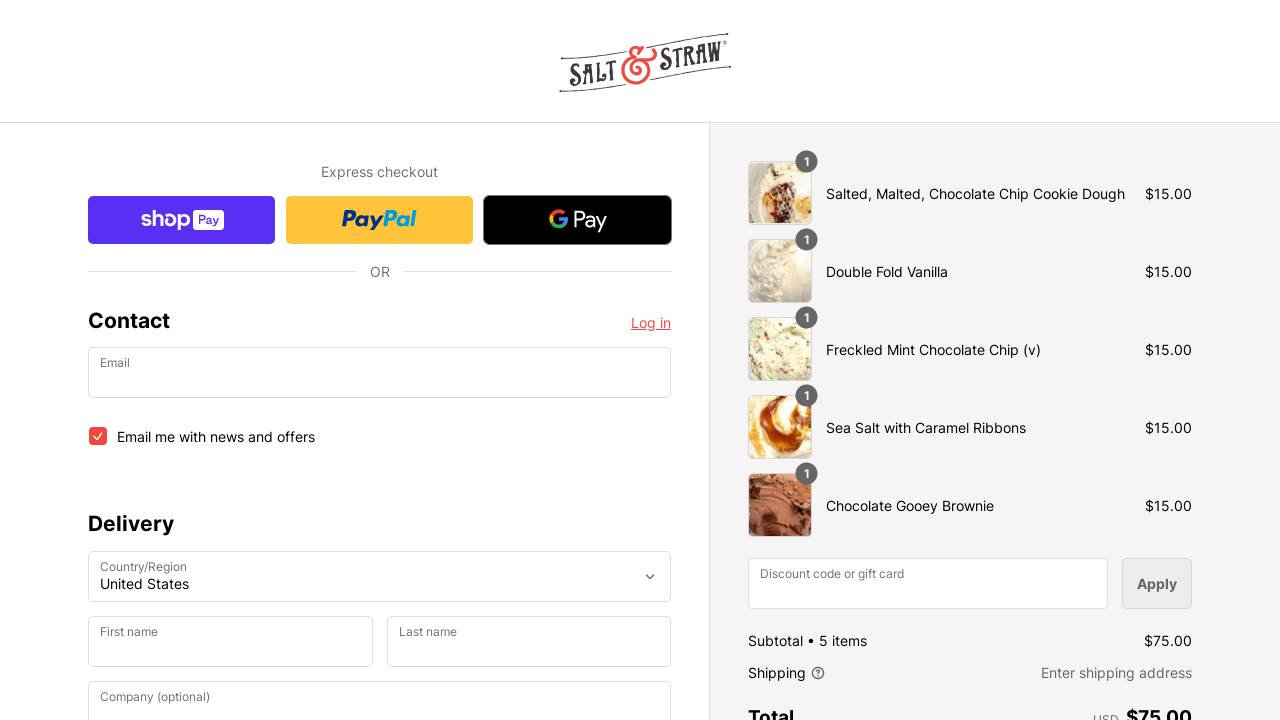 SALT & STRAW®
Express checkout
shop Pay
PayPal
G Pay
OR
Contact
Log in
Email
Email me with news and offers
Delivery
Country/Region
United States
First name
Last name
Company (optional)
1
Salted, Malted, Chocolate Chip Cookie Dough $15.00
1
Double Fold Vanilla $15.00
1
Freckled Mint Chocolate Chip (v) $15.00
1
Sea Salt with Caramel Ribbons $15.00
1
Chocolate Gooey Brownie $15.00
Discount code or gift card
Apply
Subtotal • 5 items $75.00
Shipping Enter shipping address
Total USD $75.00